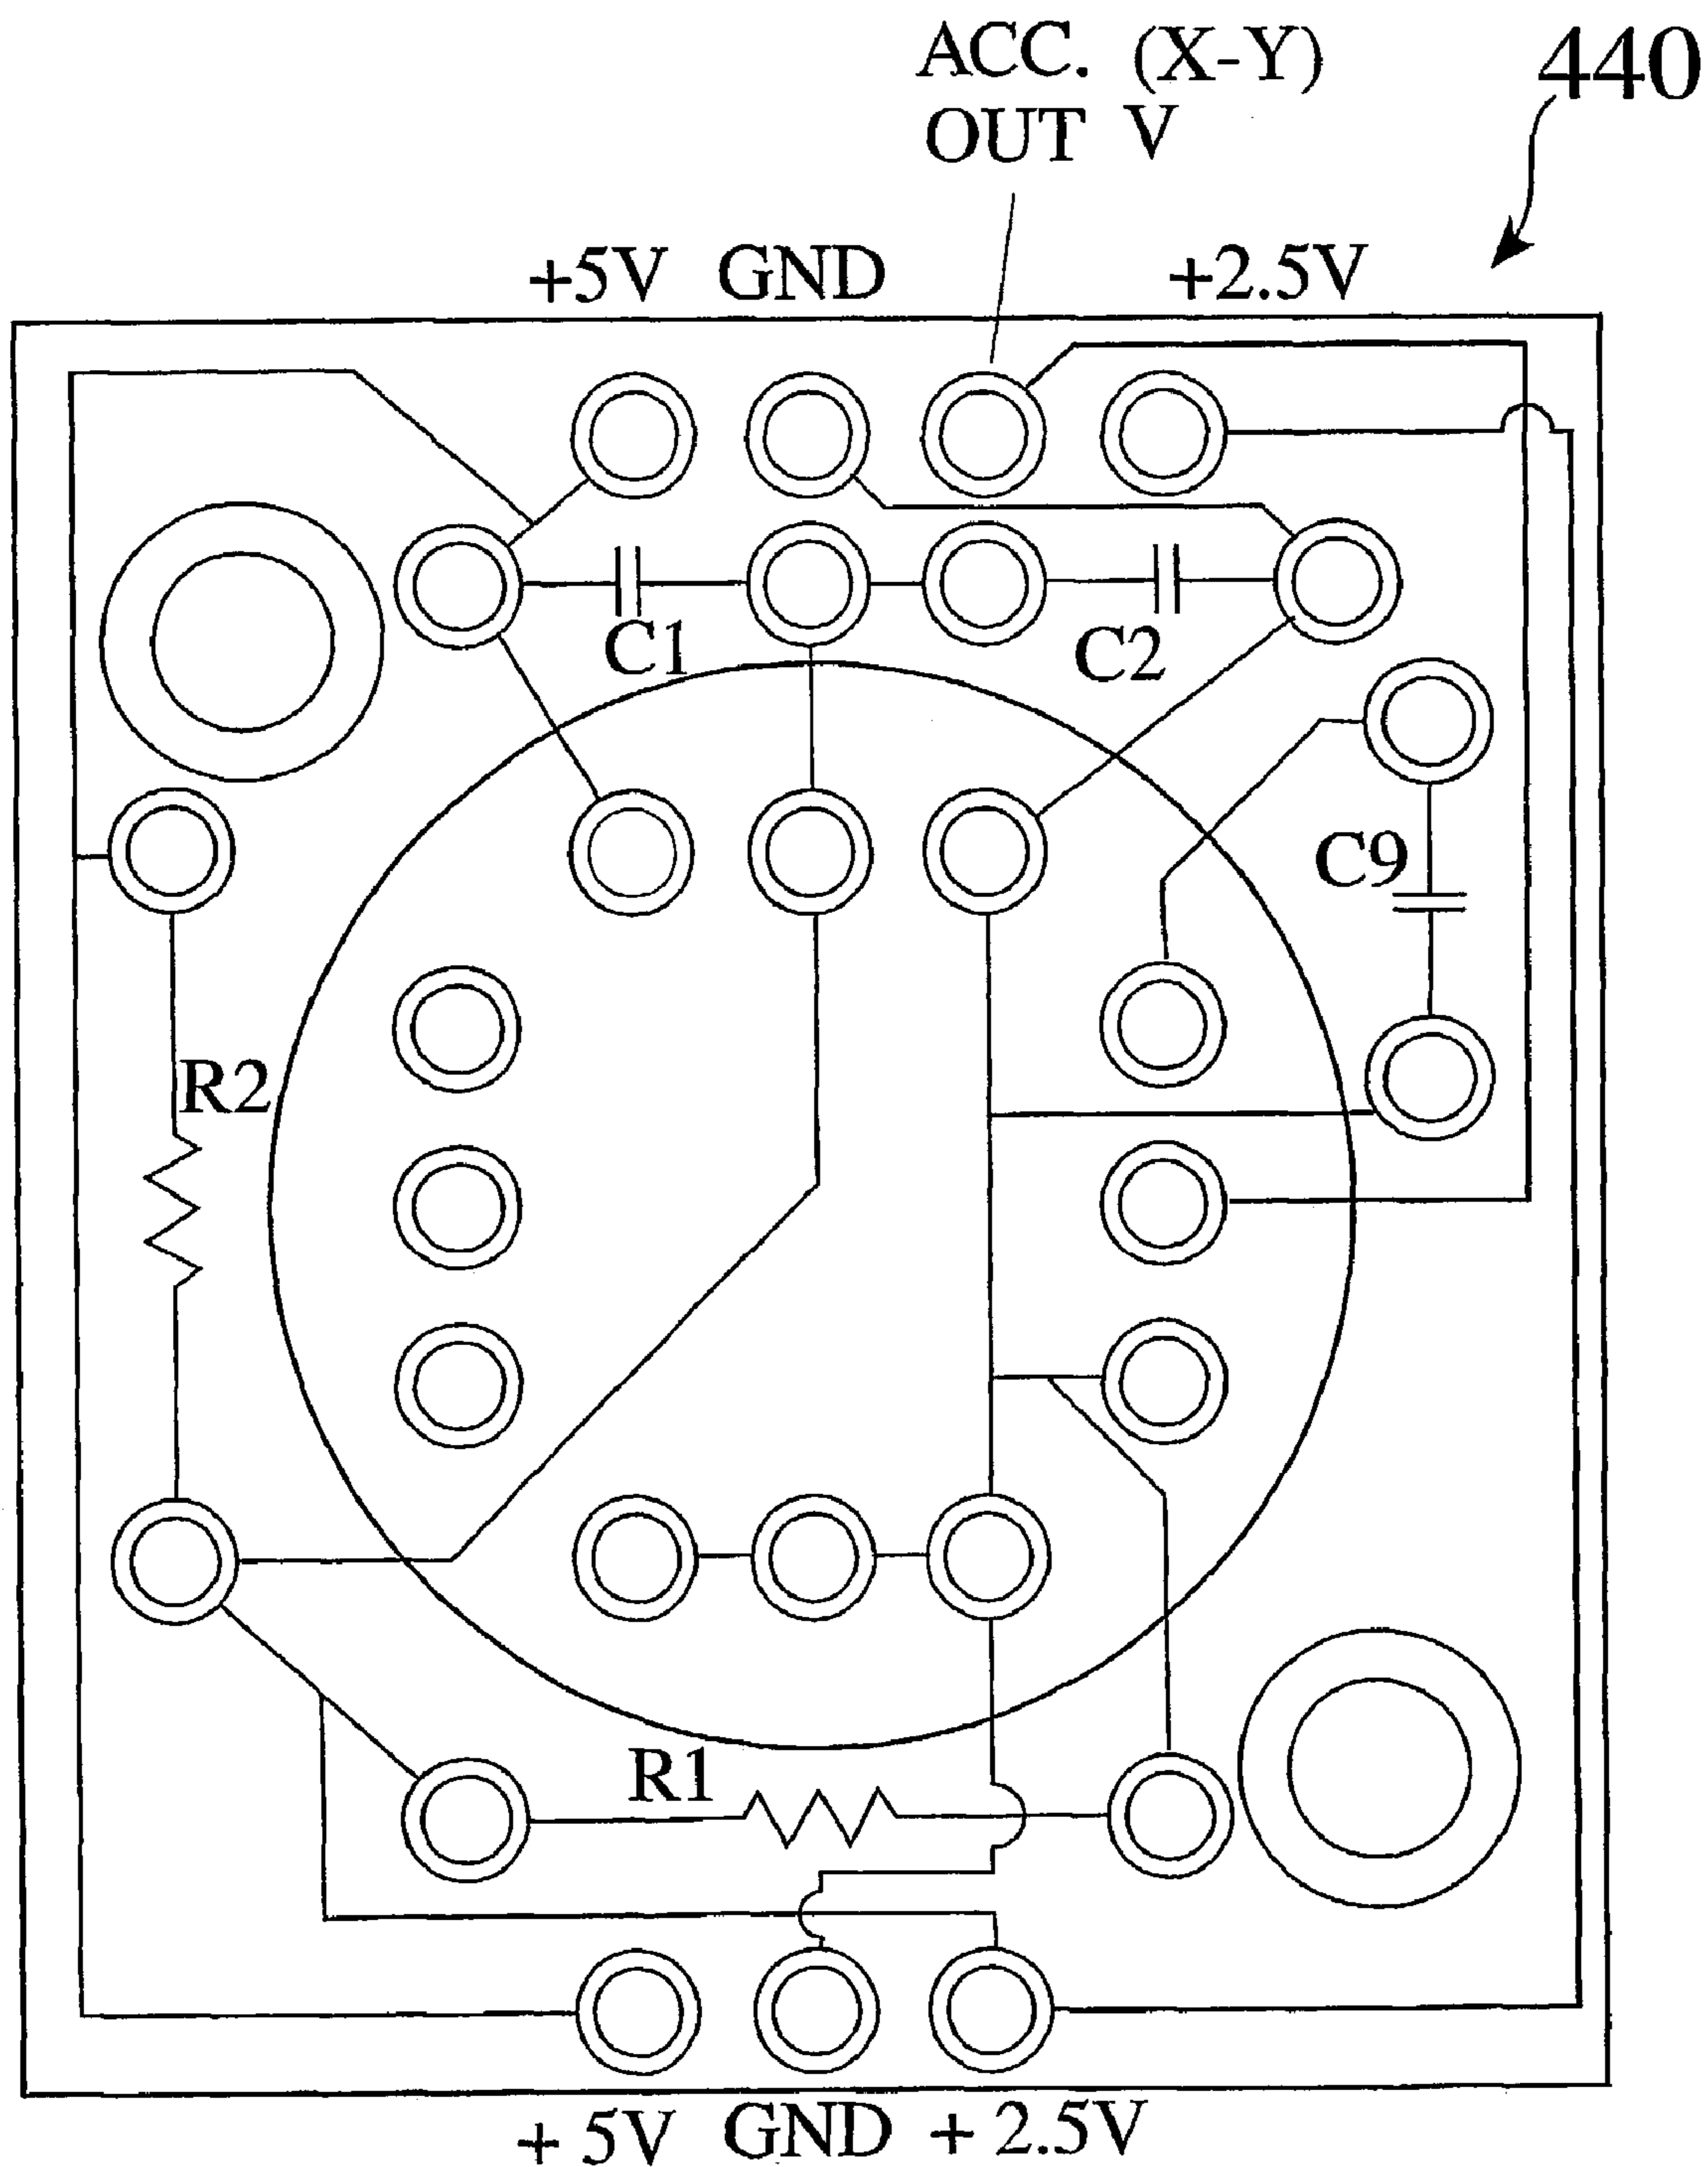 ACC. (X-Y)
OUT V
440
+5V GND +2.5V
C1
C2
C9
R2
R1
+ 5V GND + 2.5V